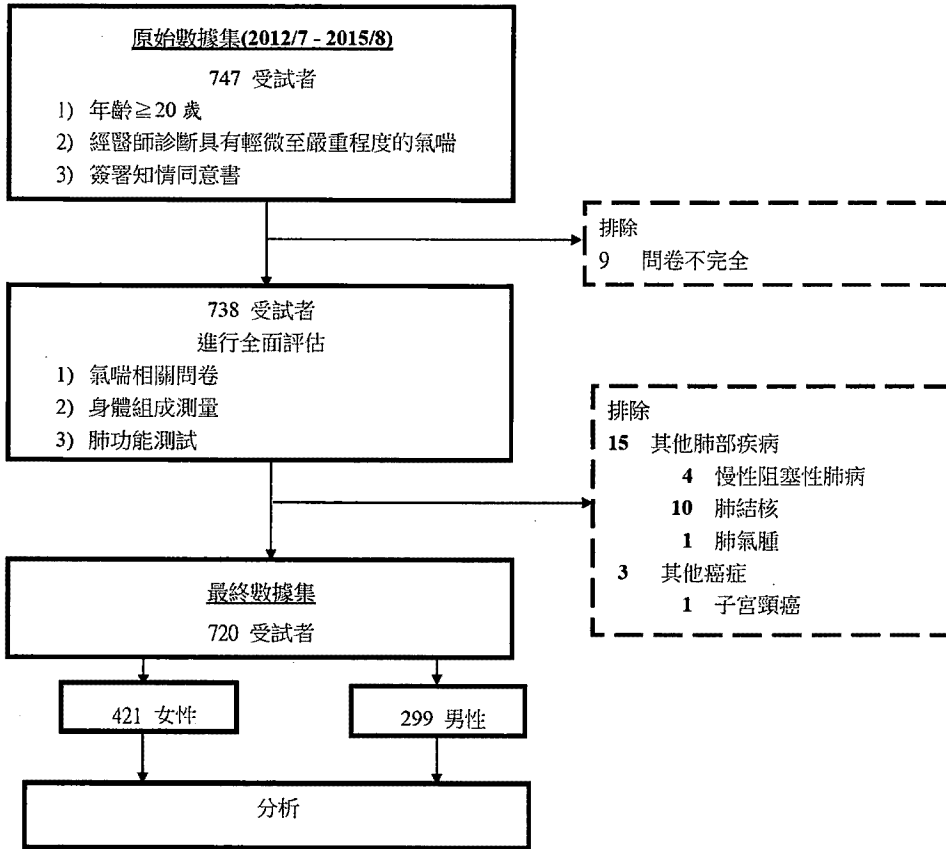 原始數據集(2012/7 - 2015/8)
747 受試者
1) 年齡≧20 歲
2) 經醫師診斷具有輕微至嚴重程度的氣喘
3) 簽署知情同意書
排除
9 問卷不完全
738 受試者
進行全面評估
1) 氣喘相關問卷
2) 身體組成測量
3) 肺功能測試
排除
15 其他肺部疾病
4 慢性阻塞性肺病
10 肺結核
1 肺氣腫
3 其他癌症
1 子宮頸癌
最終數據集
720 受試者
421 女性
299 男性
分析